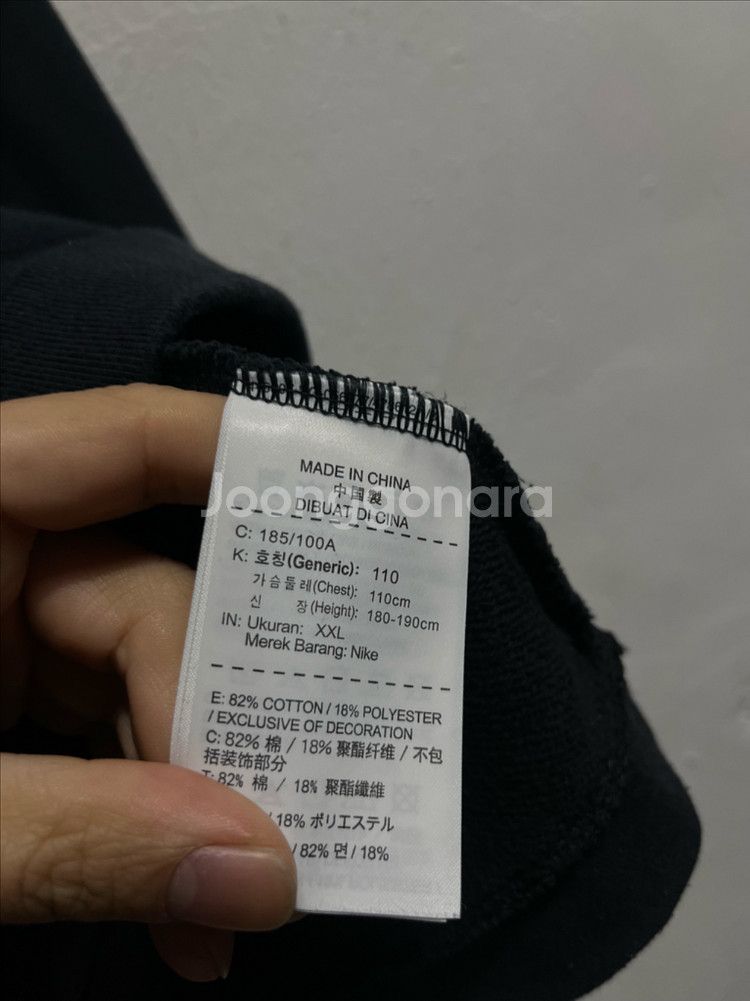 MADE IN CHINA
中國製
Joonggonara
DIBUAT DI CINA
C: 185/100A
K: 호칭(Generic): 110
가슴둘레(Chest): 110cm
신 장(Height): 180-190cm
IN: Ukuran: XXL
Merek Barang: Nike
E: 82% COTTON / 18% POLYESTER
/ EXCLUSIVE OF DECORATION
C: 82% 棉 / 18% 聚酯纤维 / 不包
括装饰部分
T: 82% 棉 / 18% 聚酯纖維
/ 18% ポリエステル
/ 82% 면 / 18%